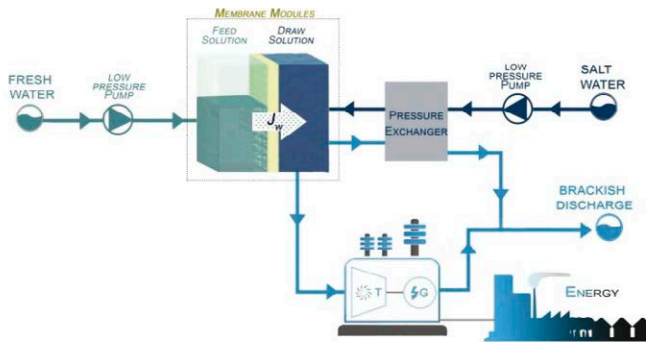 MEMBRANE MODULES
FEED SOLUTION
DRAW SOLUTION
FRESH WATER
LOW PRESSURE PUMP
Jw
PRESSURE EXCHANGER
LOW PRESSURE PUMP
SALT WATER
BRACKISH DISCHARGE
T
G
ENERGY